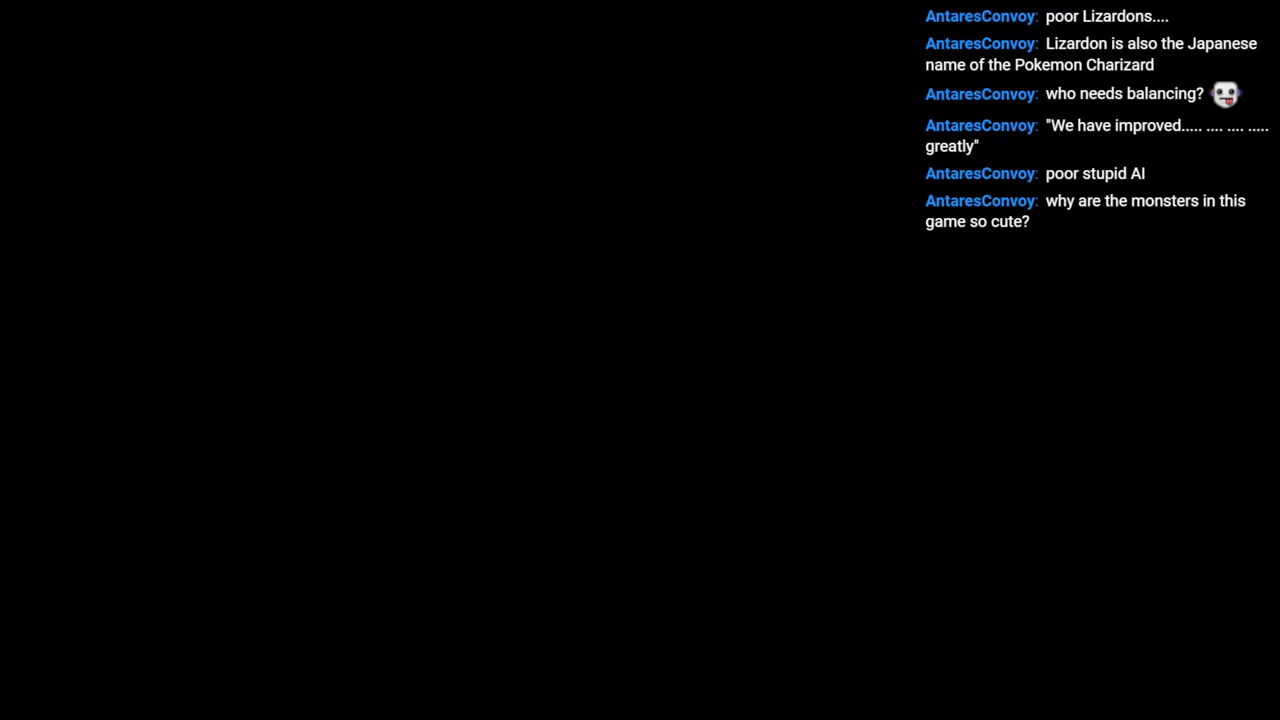 AntaresConvoy: poor Lizardons....
AntaresConvoy: Lizardon is also the Japanese
name of the Pokemon Charizard
AntaresConvoy: who needs balancing?
AntaresConvoy: "We have improved..... .... .... .....
greatly"
AntaresConvoy: poor stupid AI
AntaresConvoy: why are the monsters in this
game so cute?